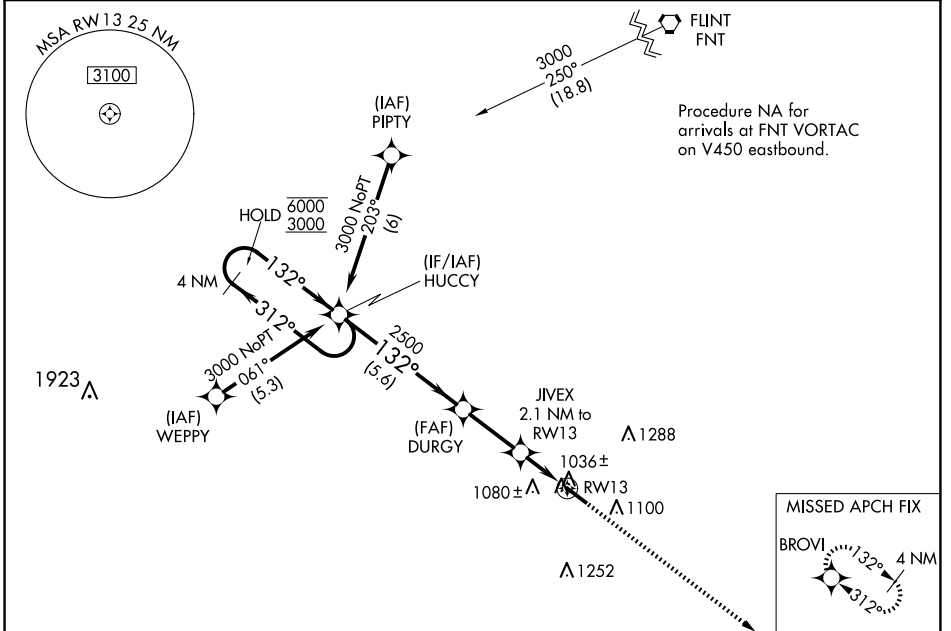 MSA RW13 25 NM
3100
FLINT
FNT
3000
250°
(18.8)
Procedure NA for
arrivals at FNT VORTAC
on V450 eastbound.
(IAF)
PIPTY
3000 NoPT
203°
(6)
HOLD
6000
3000
4 NM
132°
312°
(IF/IAF)
HUCCY
3000 NoPT
061°
(5.3)
(IAF)
WEPPY
1923
2500
132°
(5.6)
(FAF)
DURGY
JIVEX
2.1 NM to
RW13
1288
1036±
1080±
RW13
1100
1252
MISSED APCH FIX
BROVI
132°
4 NM
312°